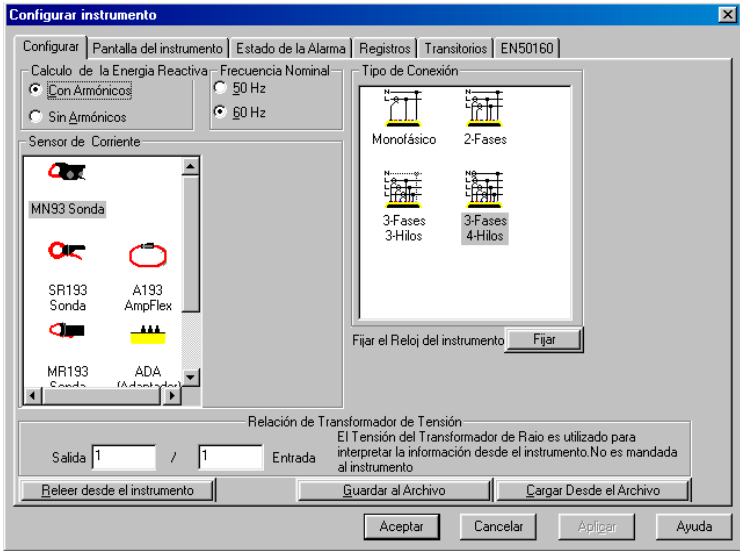 Configurar instrumento
Configurar
Pantalla del instrumento
Estado de la Alarma
Registros
Transitorios
EN50160
Calculo de la Energia Reactiva
Con Armónicos
Sin Armónicos
Frecuencia Nominal
50 Hz
60 Hz
Tipo de Conexión
Monofásico
2-Fases
3-Fases
3-Hilos
3-Fases
4-Hilos
Sensor de Corriente
MN93 Sonda
SR193
Sonda
A193
AmpFlex
MR193
Sonda
ADA
(Adaptador)
Fijar el Reloj del instrumento
Fijar
Relación de Transformador de Tensión
Salida 1 / 1 Entrada
El Tensión del Transformador de Raio es utilizado para
interpretar la información desde el instrumento.No es mandada
al instrumento
Releer desde el instrumento
Guardar al Archivo
Cargar Desde el Archivo
Aceptar
Cancelar
Aplicar
Ayuda